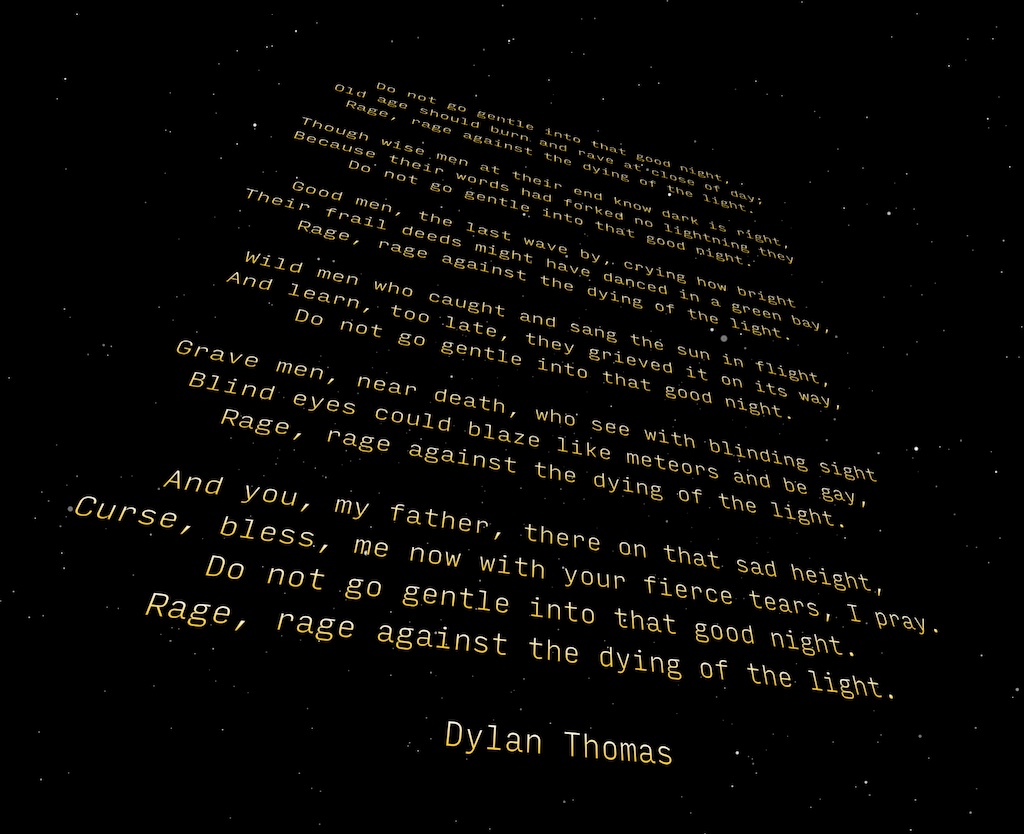 Do not go gentle into that good night,
Old age should burn and rave at close of day;
Rage, rage against the dying of the light.
Though wise men at their end know dark is right,
Because their words had forked no lightning they
Do not go gentle into that good night.
Good men, the last wave by, crying how bright
Their frail deeds might have danced in a green bay,
Rage, rage against the dying of the light.
Wild men who caught and sang the sun in flight,
And learn, too late, they grieved it on its way,
Do not go gentle into that good night.
Grave men, near death, who see with blinding sight
Blind eyes could blaze like meteors and be gay,
Rage, rage against the dying of the light.
And you, my father, there on that sad height,
Curse, bless, me now with your fierce tears, I pray.
Do not go gentle into that good night.
Rage, rage against the dying of the light.
Dylan Thomas